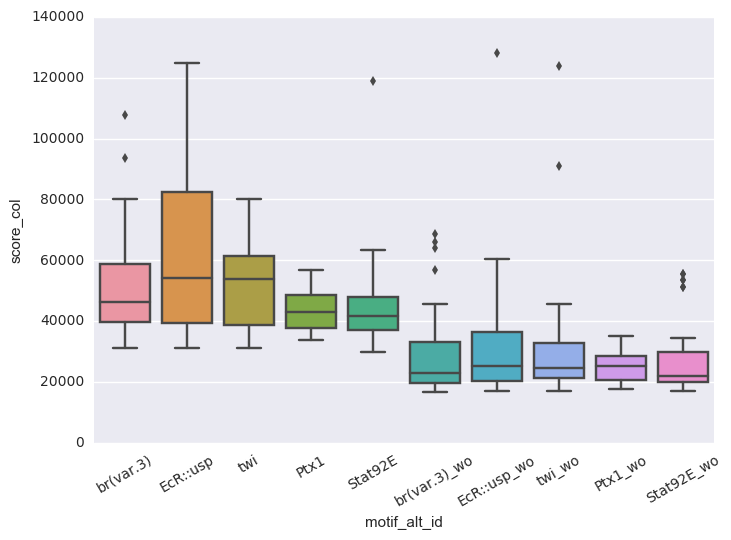 140000
120000
100000
80000
60000
40000
20000
0
score_col
br(var.3)
EcR::usp
twi
Ptx1
Stat92E
br(var.3)_wo
EcR::usp_wo
twi_wo
Ptx1_wo
Stat92E_wo
motif_alt_id